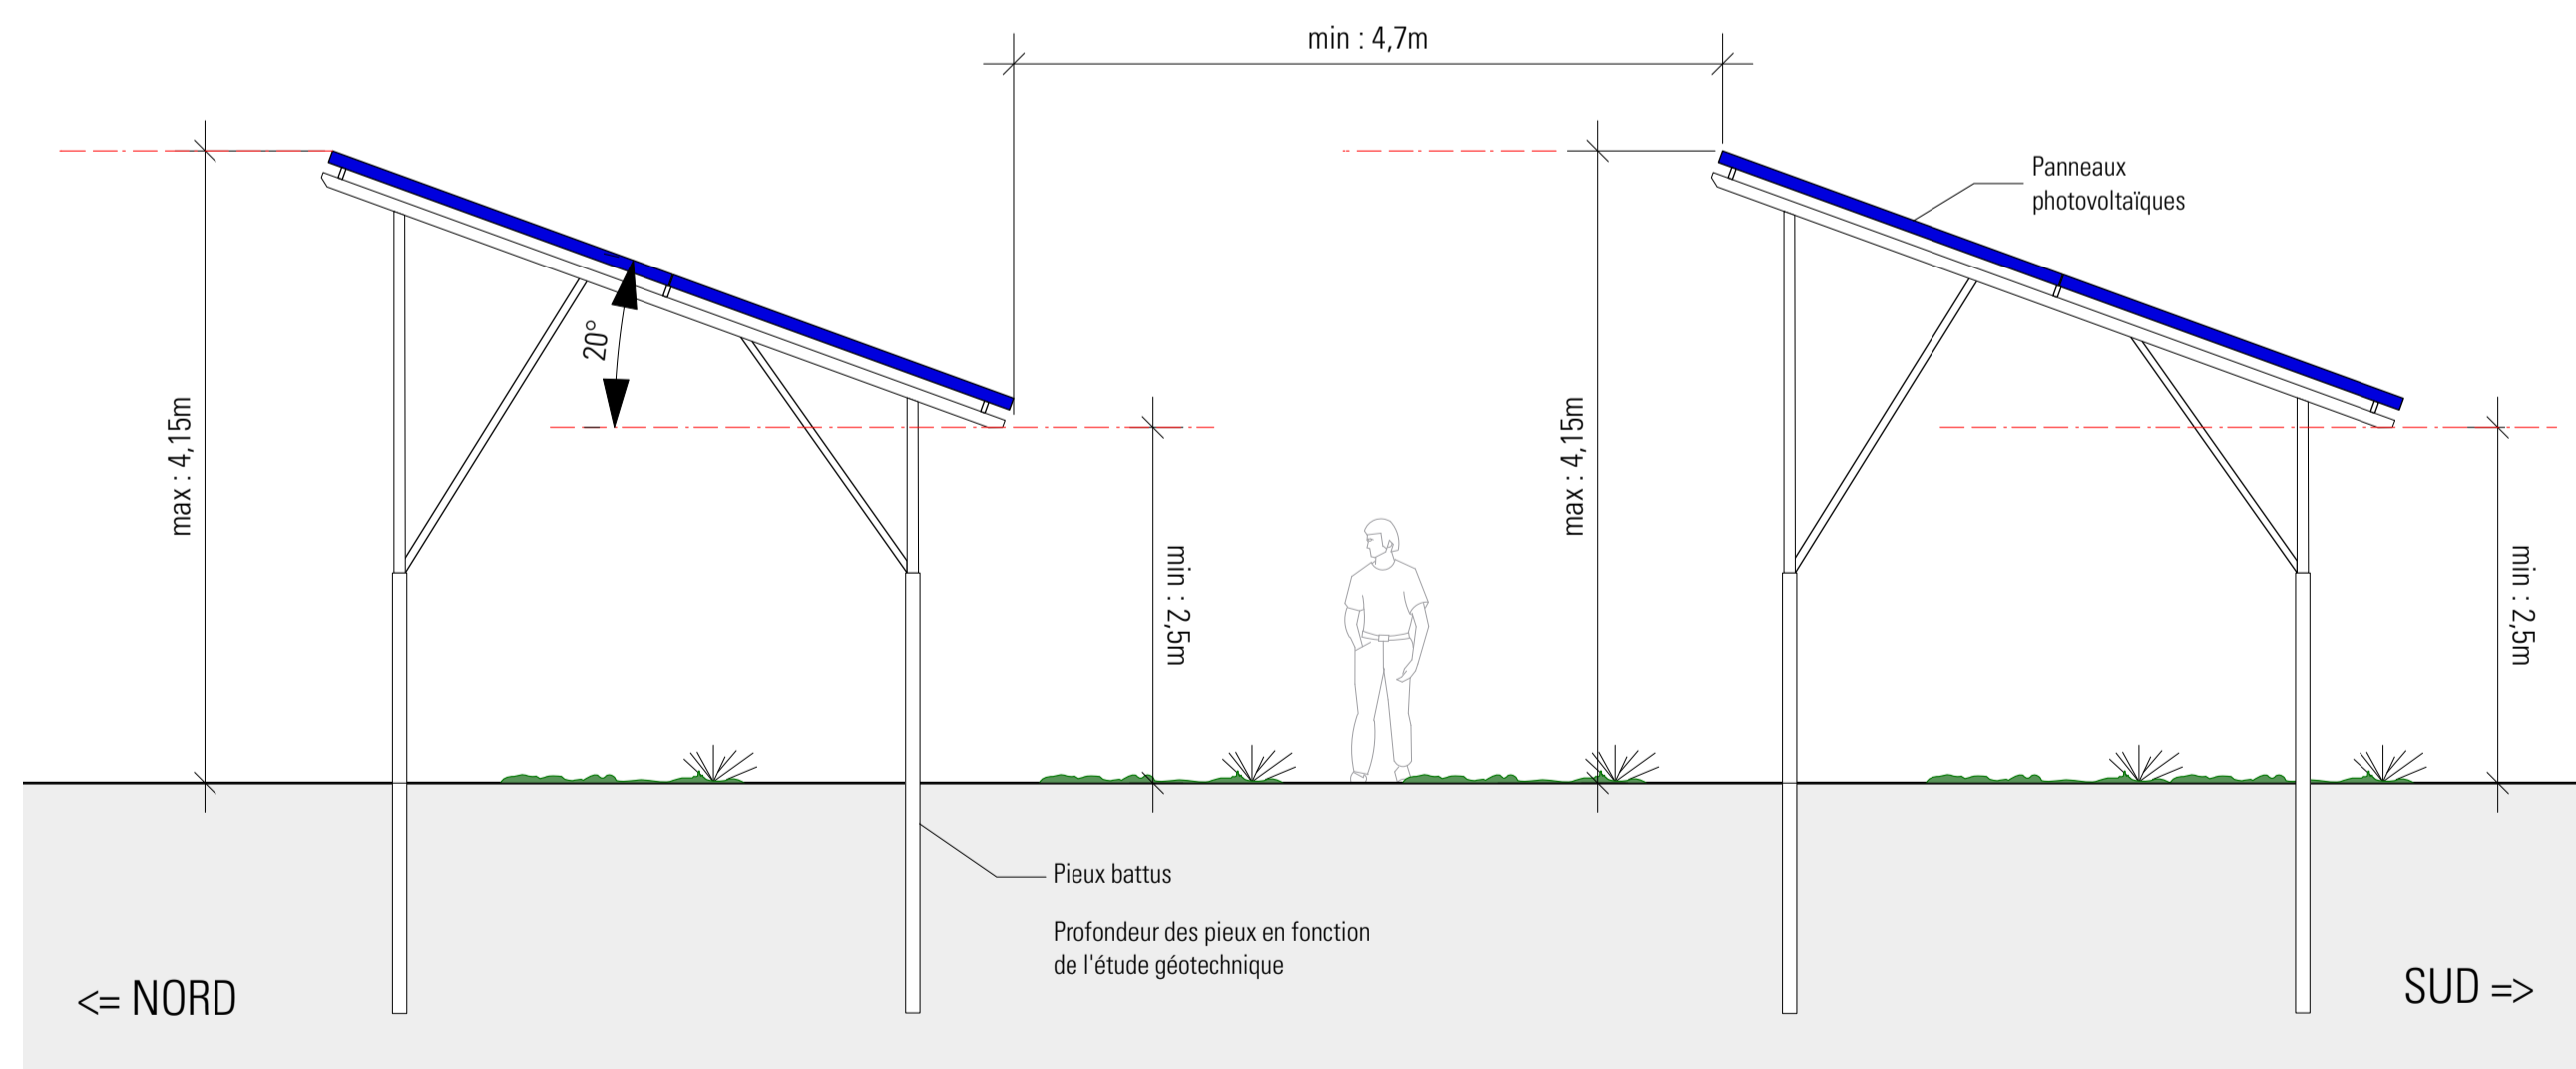 min : 4,7m
Panneaux
photovoltaïques
20°
max : 4,15m
min : 2,5m
max : 4,15m
min : 2,5m
Pieux battus
Profondeur des pieux en fonction
de l'étude géotechnique
<= NORD
SUD =>